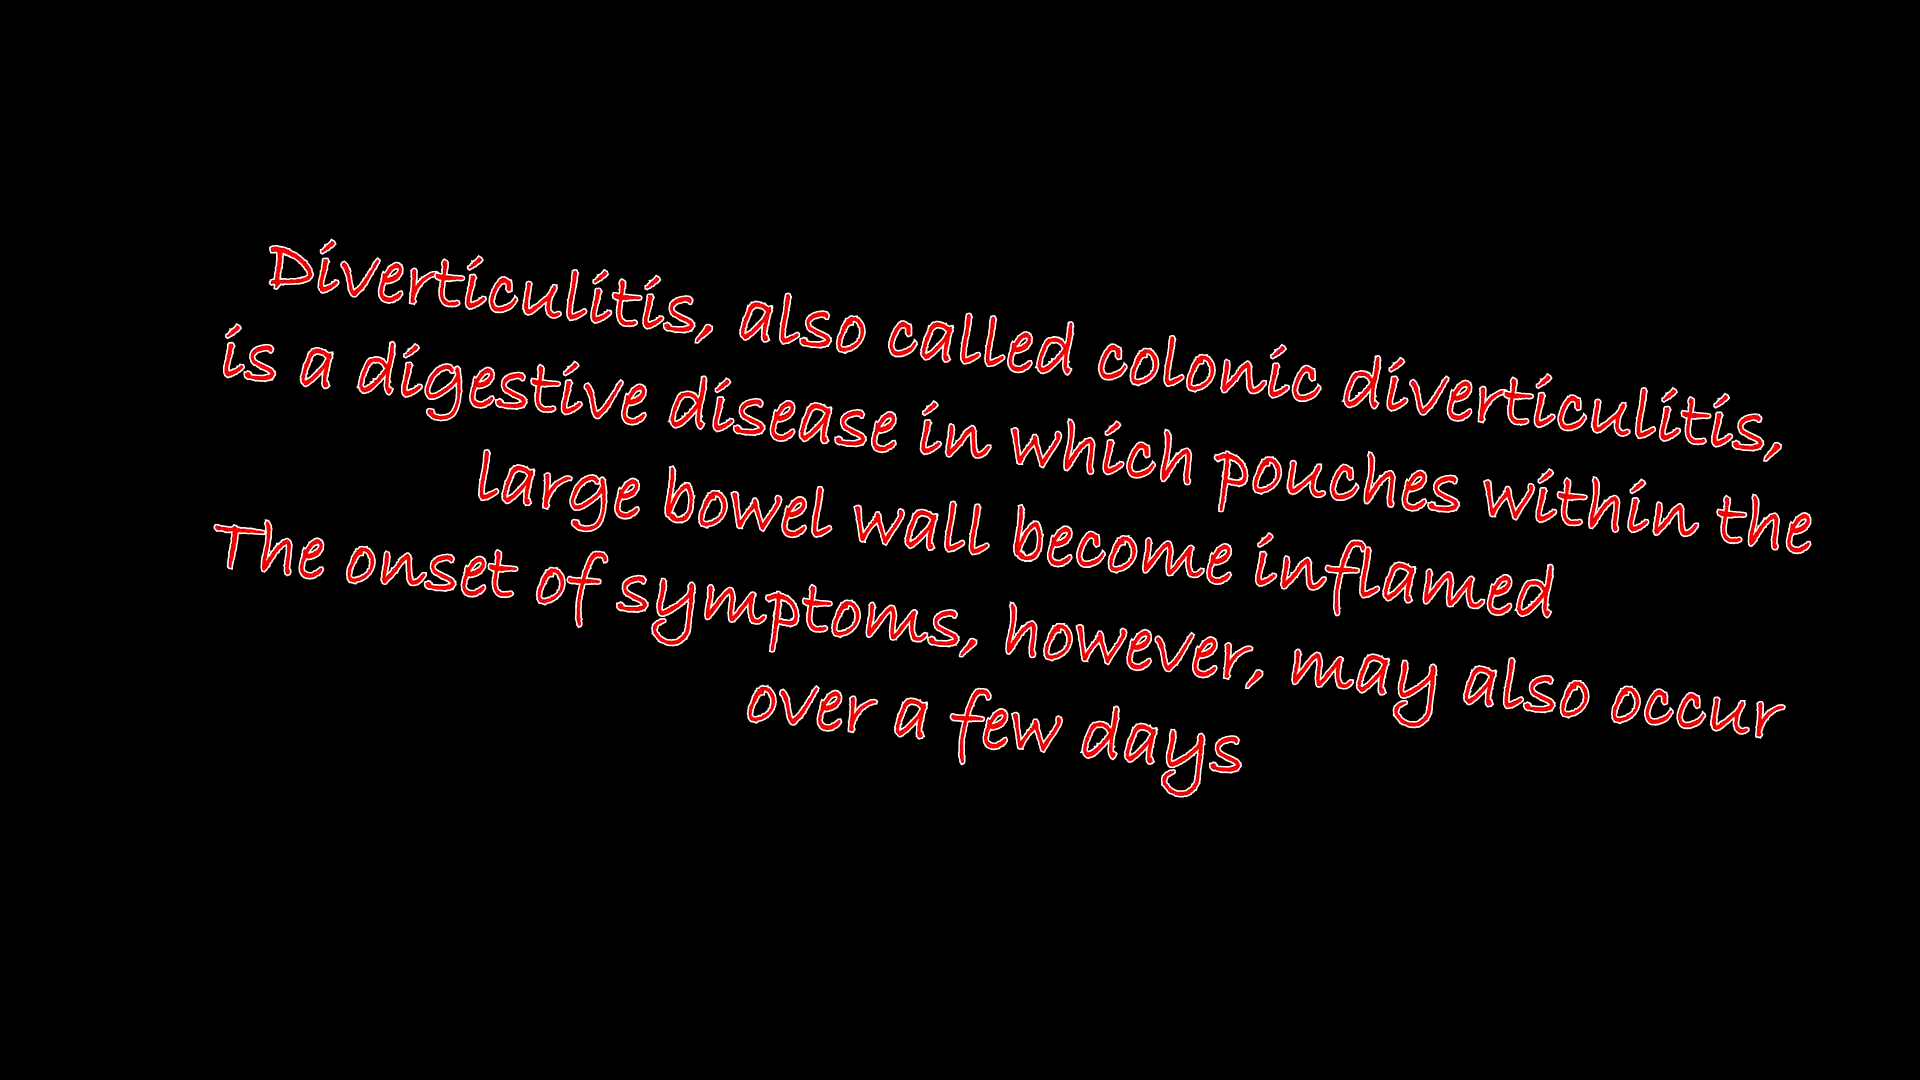 Diverticulitis, also called colonic diverticulitis,
is a digestive disease in which pouches within the
large bowel wall become inflamed
The onset of symptoms, however, may also occur
over a few days